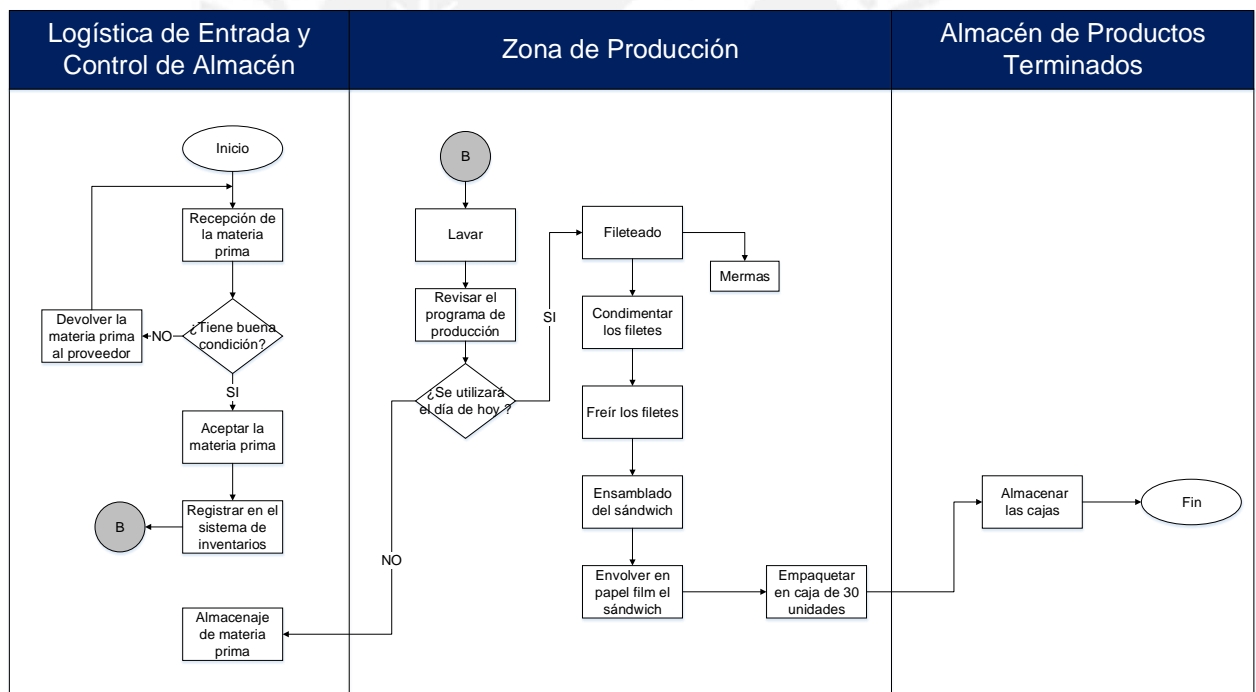 Logística de Entrada y
Control de Almacén
Zona de Producción
Almacén de Productos
Terminados
Inicio
Recepción de
la materia
prima
¿Tiene buena
condición?
NO
Devolver la
materia prima
al proveedor
SI
Aceptar la
materia prima
Registrar en el
sistema de
inventarios
B
Almacenaje
de materia
prima
B
Lavar
Revisar el
programa de
producción
¿Se utilizará
el día de hoy ?
SI
NO
Fileteado
Mermas
Condimentar
los filetes
Freír los filetes
Ensamblado
del sándwich
Envolver en
papel film el
sándwich
Empaquetar
en caja de 30
unidades
Almacenar
las cajas
Fin